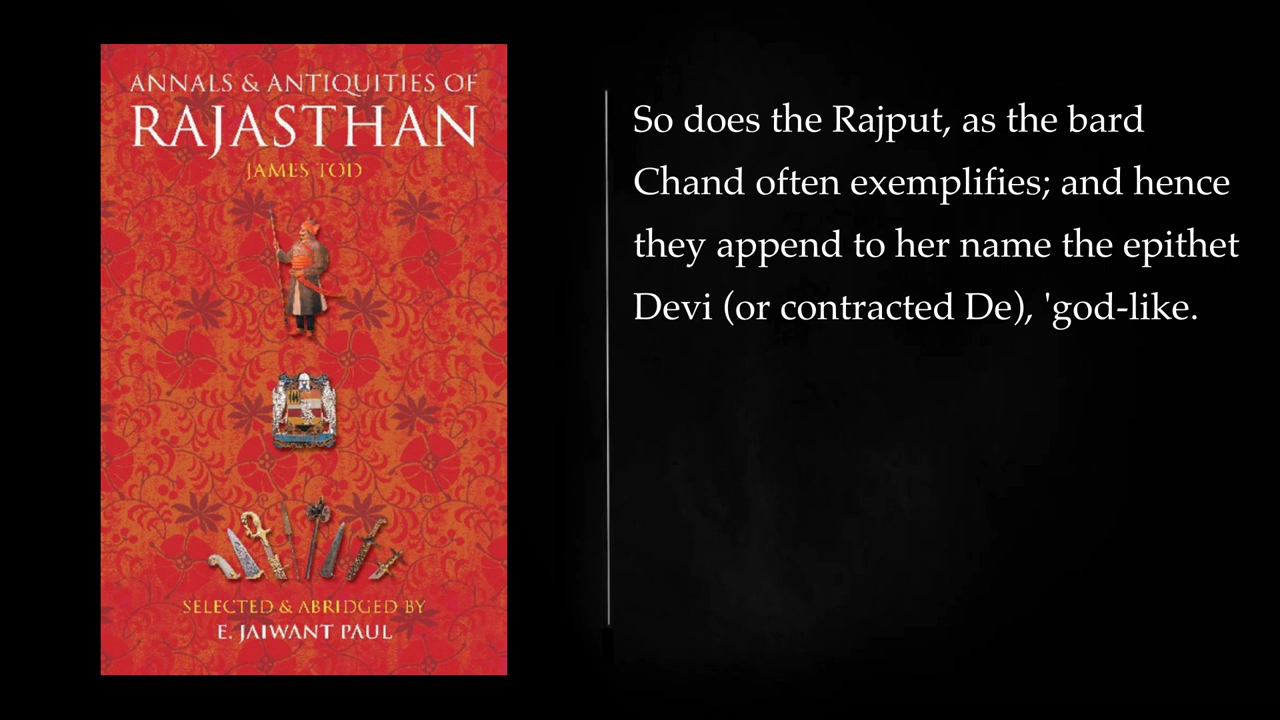 ANNALS & ANTIQUITIES OF
RAJASTHAN
JAMES TOD
SELECTED & ABRIDGED BY
E. JAIWANT PAUL
So does the Rajput, as the bard
Chand often exemplifies; and hence
they append to her name the epithet
Devi (or contracted De), 'god-like.